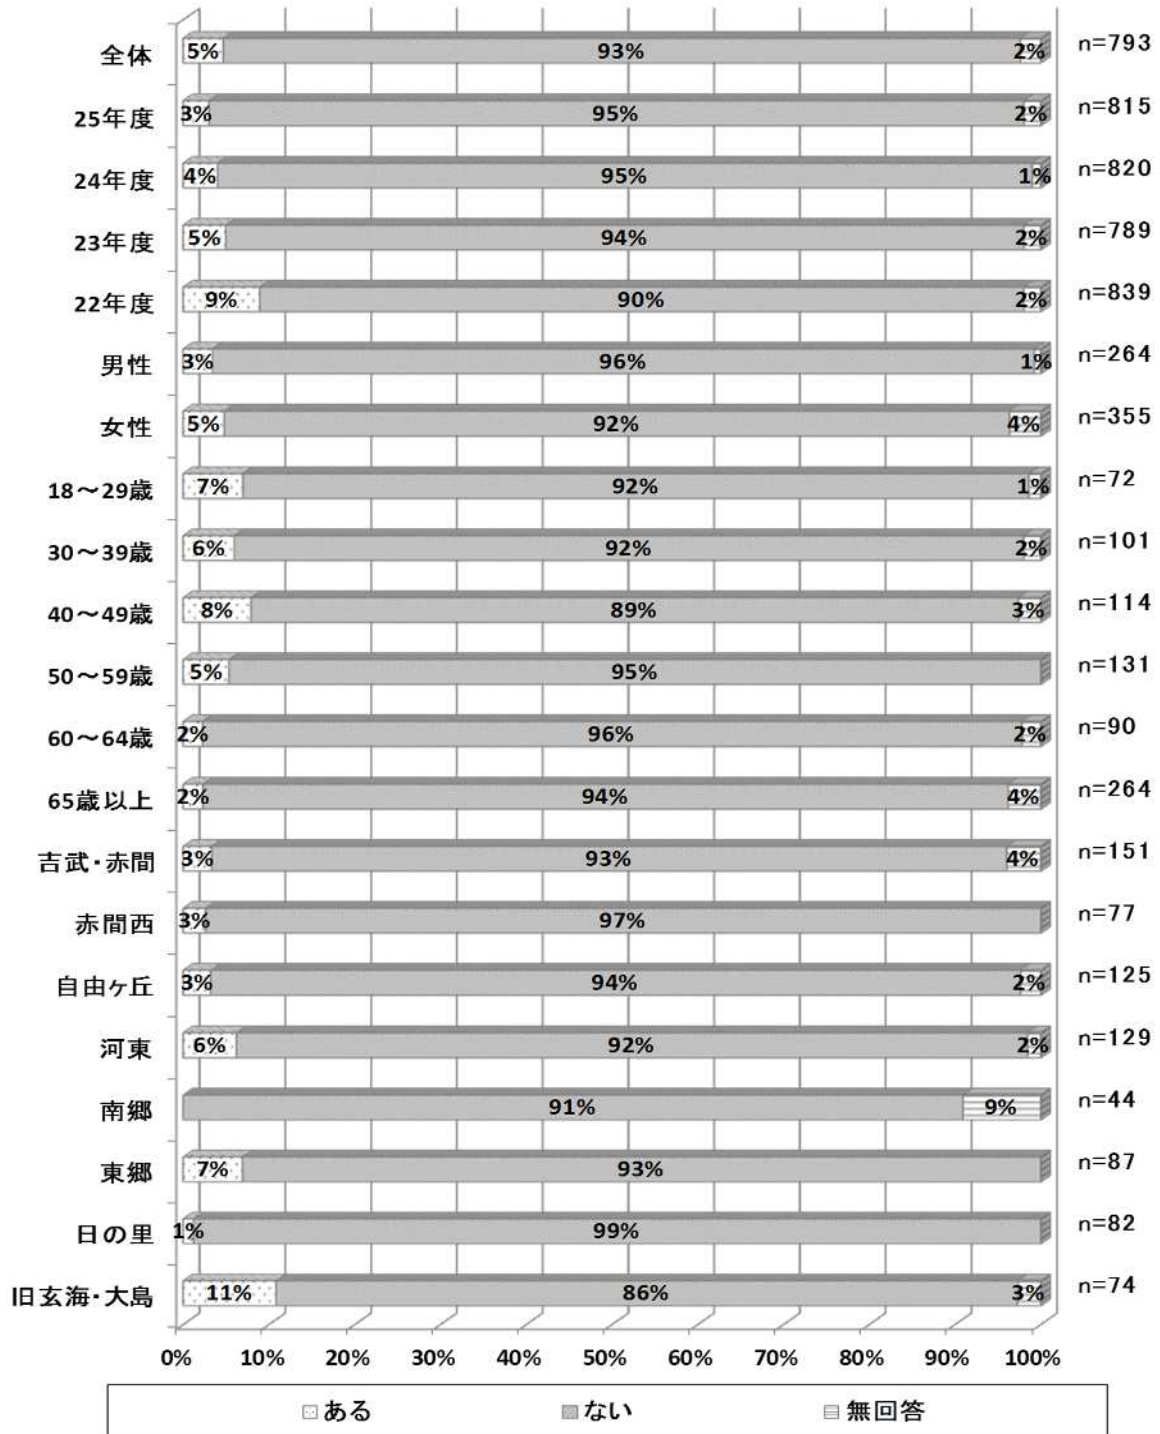 全体 5% 93% 2% n=793
25年度 3% 95% 2% n=815
24年度 4% 95% 1% n=820
23年度 5% 94% 2% n=789
22年度 9% 90% 2% n=839
男性 3% 96% 1% n=264
女性 5% 92% 4% n=355
18～29歳 7% 92% 1% n=72
30～39歳 6% 92% 2% n=101
40～49歳 8% 89% 3% n=114
50～59歳 5% 95% n=131
60～64歳 2% 96% 2% n=90
65歳以上 2% 94% 4% n=264
吉武・赤間 3% 93% 4% n=151
赤間西 3% 97% n=77
自由ヶ丘 3% 94% 2% n=125
河東 6% 92% 2% n=129
南郷 91% 9% n=44
東郷 7% 93% n=87
日の里 1% 99% n=82
旧玄海・大島 11% 86% 3% n=74
0% 10% 20% 30% 40% 50% 60% 70% 80% 90% 100%
ある ない 無回答